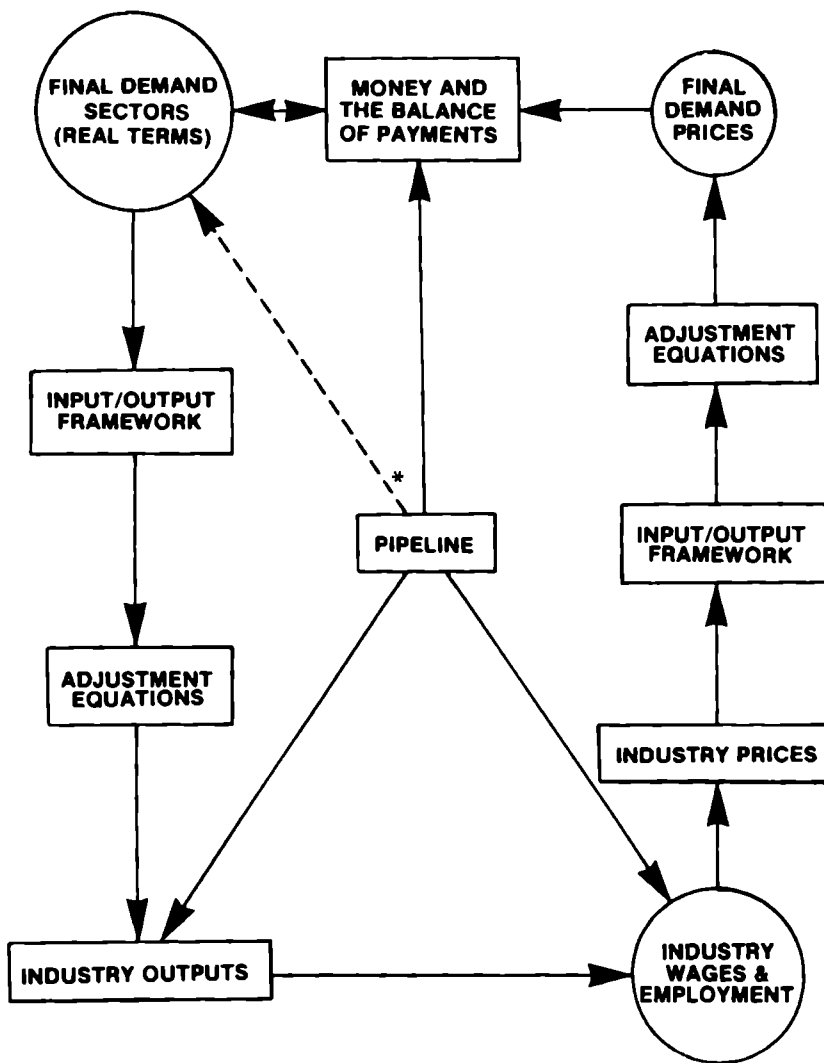 FINAL DEMAND
SECTORS
(REAL TERMS)
MONEY AND
THE BALANCE
OF PAYMENTS
FINAL
DEMAND
PRICES
ADJUSTMENT
EQUATIONS
INPUT/OUTPUT
FRAMEWORK
*
PIPELINE
INPUT/OUTPUT
FRAMEWORK
ADJUSTMENT
EQUATIONS
INDUSTRY PRICES
INDUSTRY OUTPUTS
INDUSTRY
WAGES &
EMPLOYMENT